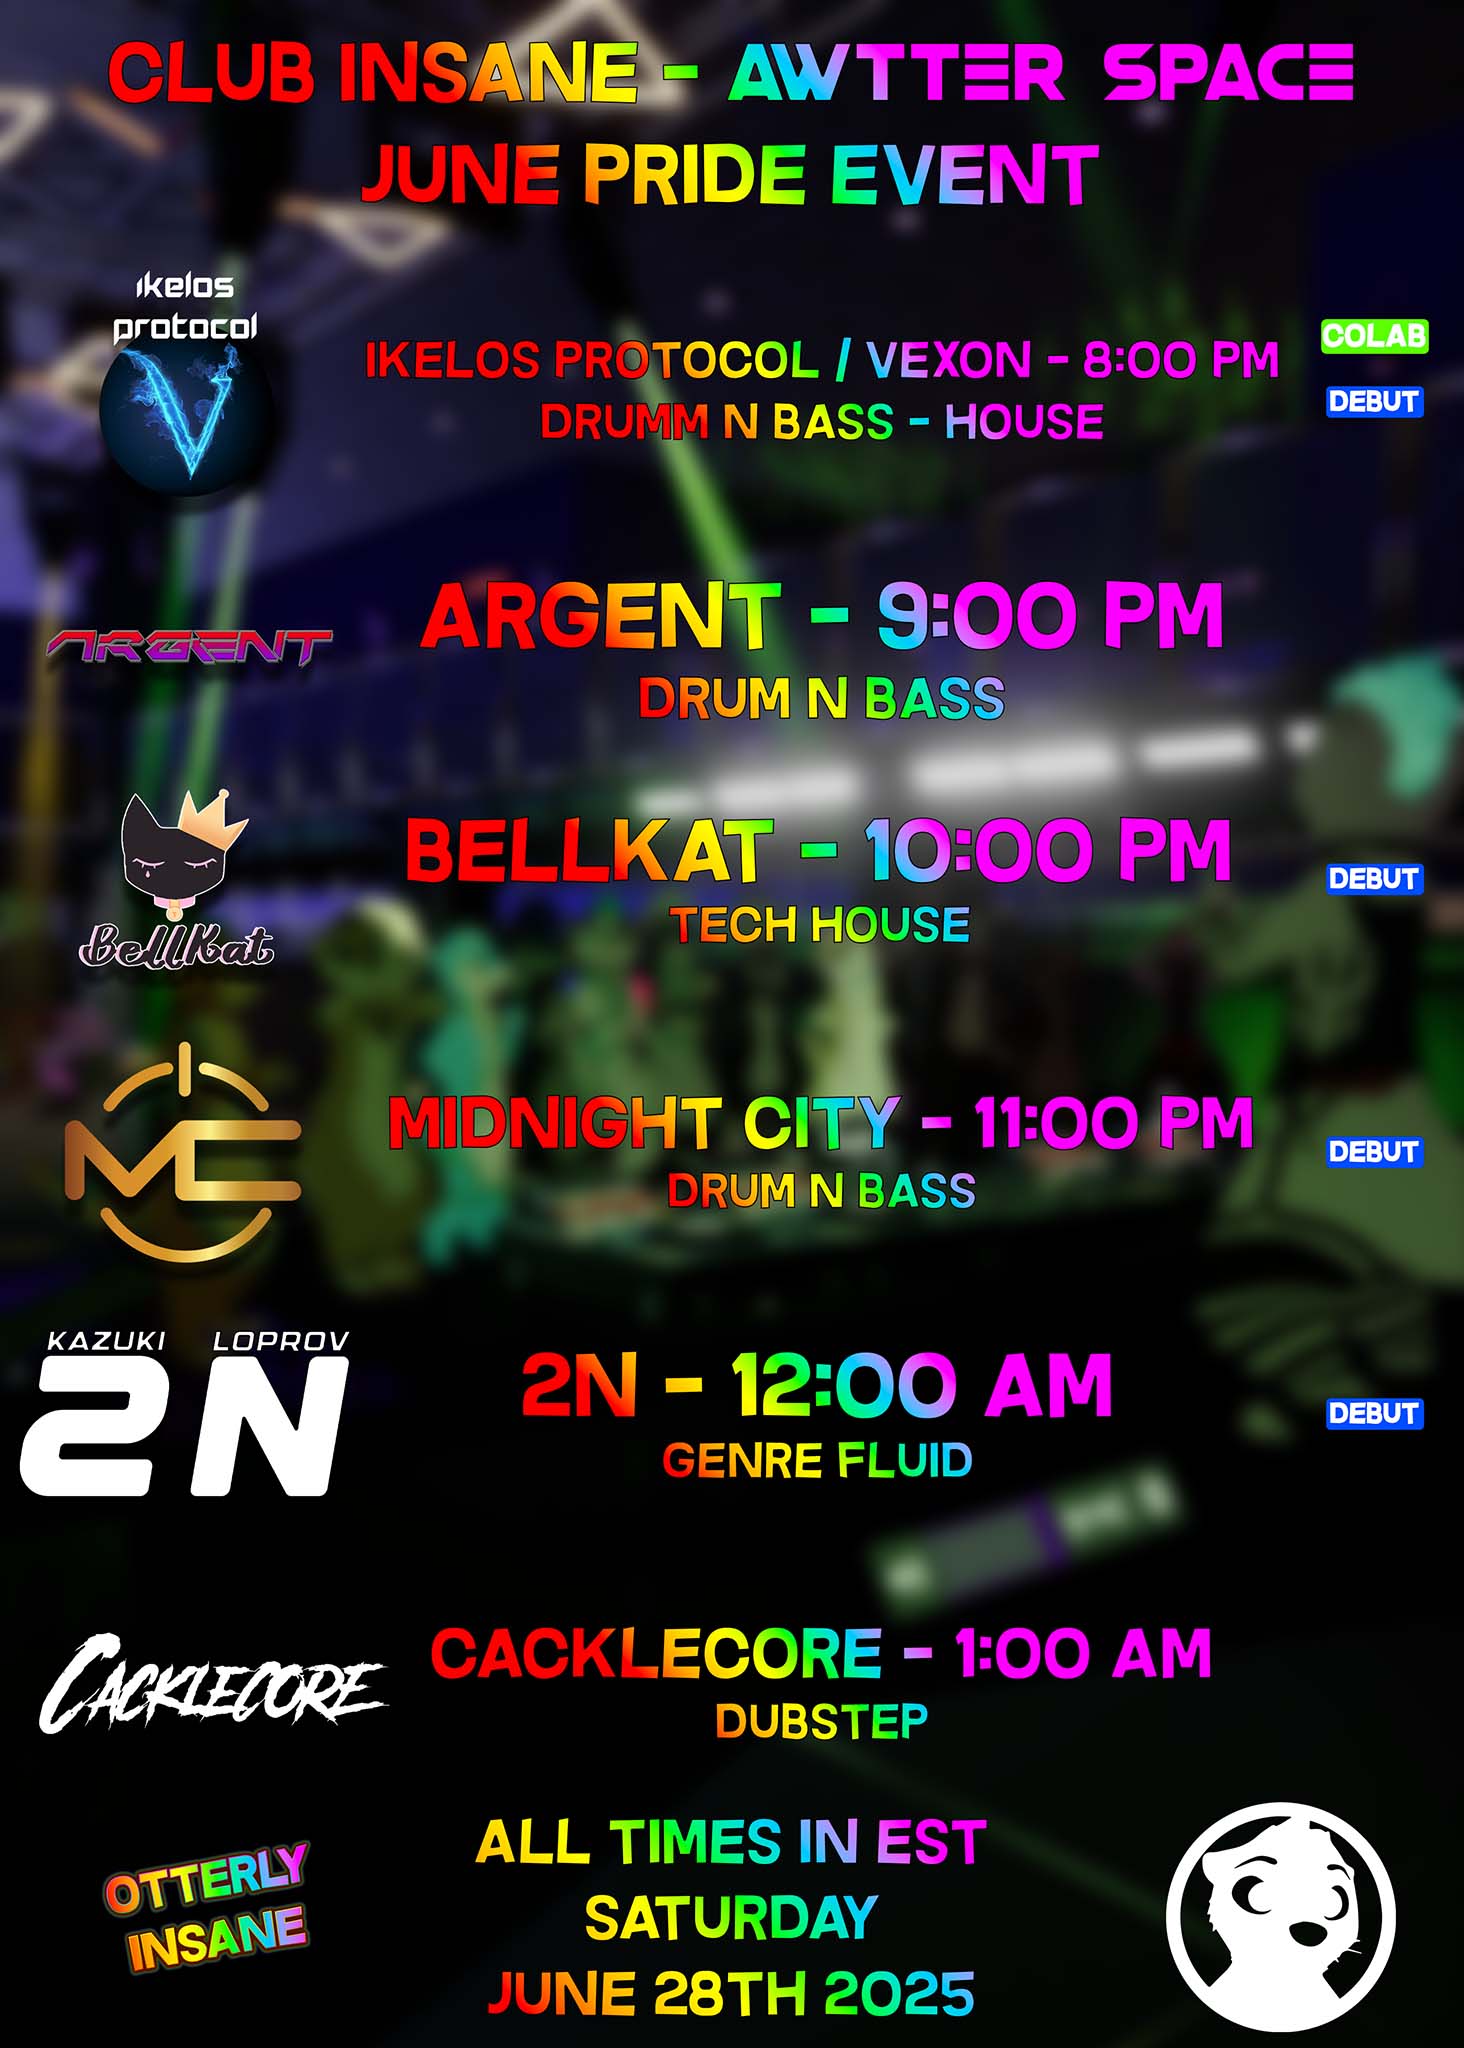 CLUB INSANE - AWTTER SPACE
JUNE PRIDE EVENT
ikelos
protocol
V
IKELOS PROTOCOL / VEXON - 8:00 PM
DRUMM N BASS - HOUSE
COLAB
DEBUT
ARGENT
ARGENT - 9:00 PM
DRUM N BASS
BellKat
BELLKAT - 10:00 PM
TECH HOUSE
DEBUT
MC
MIDNIGHT CITY - 11:00 PM
DRUM N BASS
DEBUT
KAZUKI LOPROV
2N
2N - 12:00 AM
GENRE FLUID
DEBUT
CACKLECORE
CACKLECORE - 1:00 AM
DUBSTEP
OTTERLY
INSANE
ALL TIMES IN EST
SATURDAY
JUNE 28TH 2025